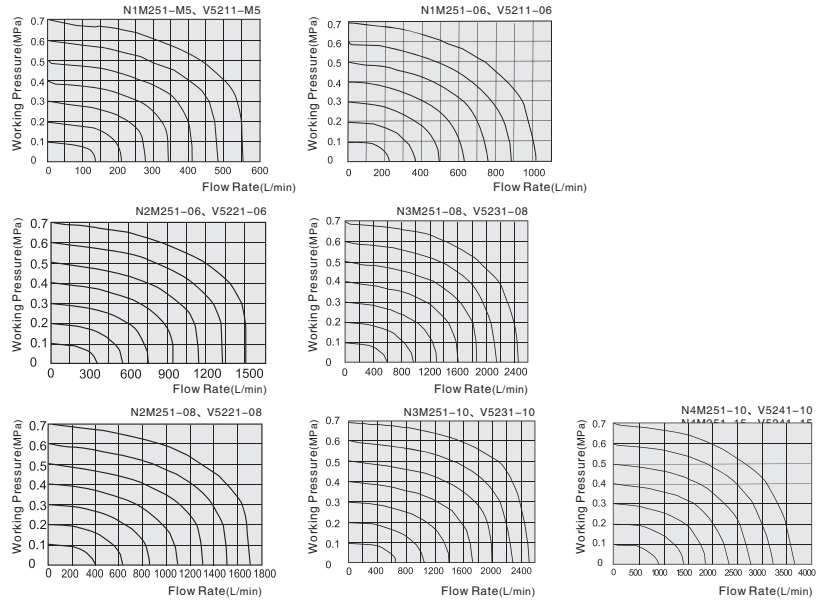 N1M251-M5、V5211-M5
Working Pressure(MPa)
0.7
0.6
0.5
0.4
0.3
0.2
0.1
0
0 100 200 300 400 500 600
Flow Rate(L/min)
N1M251-06、V5211-06
Working Pressure(MPa)
0.7
0.6
0.5
0.4
0.3
0.2
0.1
0
0 200 400 600 800 1000
Flow Rate(L/min)
N2M251-06、V5221-06
Working Pressure(MPa)
0.7
0.6
0.5
0.4
0.3
0.2
0.1
0
0 300 600 900 1200 1500
Flow Rate(L/min)
N3M251-08、V5231-08
Working Pressure(MPa)
0.7
0.6
0.5
0.4
0.3
0.2
0.1
0
0 400 800 1200 1600 2000 2400
Flow Rate(L/min)
N2M251-08、V5221-08
Working Pressure(MPa)
0.7
0.6
0.5
0.4
0.3
0.2
0.1
0
0 200 400 600 800 1000 1200 1400 1600 1800
Flow Rate(L/min)
N3M251-10、V5231-10
Working Pressure(MPa)
0.7
0.6
0.5
0.4
0.3
0.2
0.1
0
0 400 800 1200 1600 2000 2400
Flow Rate(L/min)
N4M251-10、V5241-10
N4M251-15、V5241-15
Working Pressure(MPa)
0.7
0.6
0.5
0.4
0.3
0.2
0.1
0
0 500 1000 1500 2000 2500 3000 3500 4000
Flow Rate(L/min)